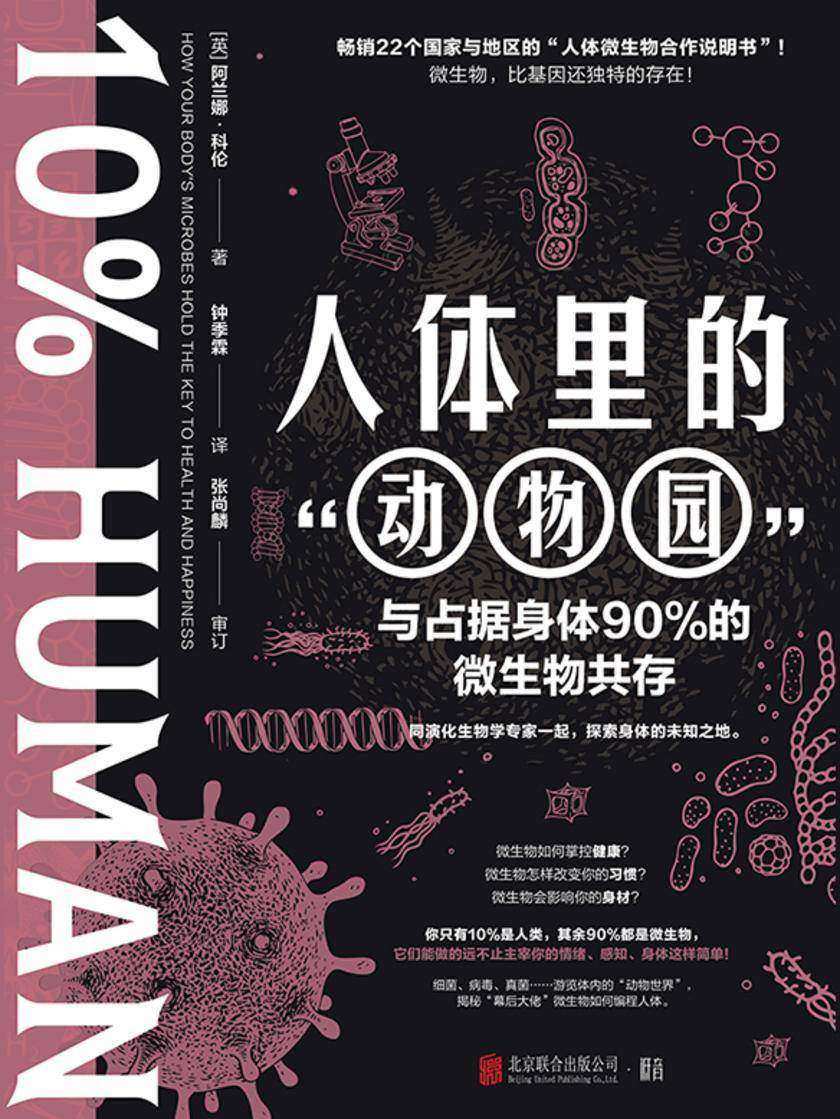 畅销22个国家与地区的“人体微生物合作说明书”！
微生物，比基因还独特的存在！
10% HUMAN
HOW YOUR BODY'S MICROBES HOLD THE KEY TO HEALTH AND HAPPINESS
[英] 阿兰娜·科伦 —— 著 钟季霖 —— 译 张尚麟 —— 审订
人体里的
“动物园”
与占据身体90%的
微生物共存
同演化生物学专家一起，探索身体的未知之地。
微生物如何掌控健康？
微生物怎样改变你的习惯？
微生物会影响你的身材？
你只有10%是人类，其余90%都是微生物，
它们能做的远不止主宰你的情绪、感知、身体这样简单！
细菌、病毒、真菌……游览体内的“动物世界”，
揭秘“幕后大佬”微生物如何编程人体。
北京联合出版公司
Beijing United Publishing Co.,Ltd.